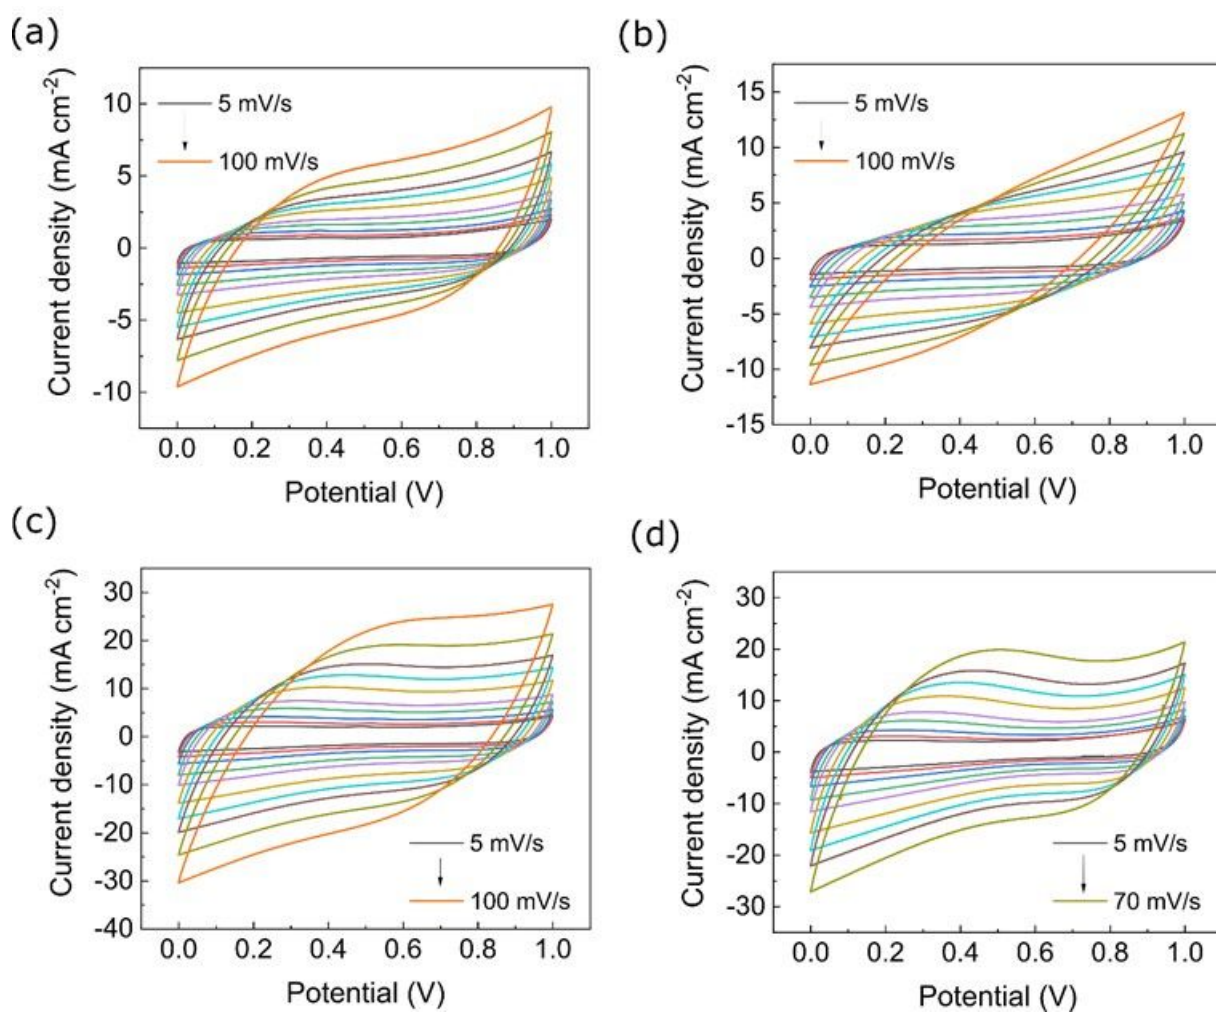 (a)
5 mV/s
100 mV/s
Current density (mA cm-2)
10
5
0
-5
-10
0.0 0.2 0.4 0.6 0.8 1.0
Potential (V)
(b)
5 mV/s
100 mV/s
Current density (mA cm-2)
15
10
5
0
-5
-10
-15
0.0 0.2 0.4 0.6 0.8 1.0
Potential (V)
(c)
Current density (mA cm-2)
30
20
10
0
-10
-20
-30
-40
5 mV/s
100 mV/s
0.0 0.2 0.4 0.6 0.8 1.0
Potential (V)
(d)
Current density (mA cm-2)
30
20
10
0
-10
-20
-30
5 mV/s
70 mV/s
0.0 0.2 0.4 0.6 0.8 1.0
Potential (V)